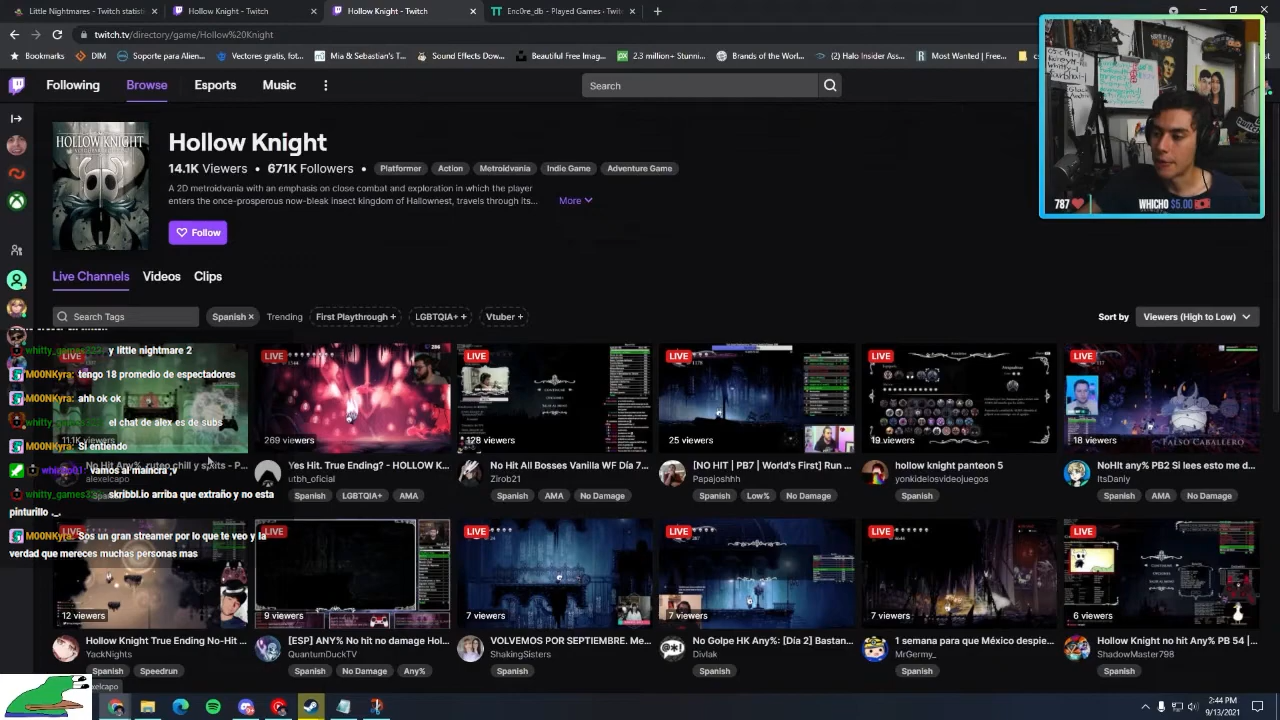 Little Nightmares - Twitch
Hollow Knight - Twitch
Hollow Knight - Twitch
Enc0re_db - Played Games - Twitc
twitch.tv/directory/game/Hollow%20Knight
Bookmarks
DIM
Soporte para Alien...
Vectores gratis, fot...
Mix & Sebastian's T...
Sound Effects Dow...
Beautiful Free Imag...
2.3 million+ Stunni...
Brands of the Worl...
(2) Halo Insider Ass...
Most Wanted | Free...
Following
Browse
Esports
Music
Search
HOLLOW KNIGHT
Hollow Knight
14.1K Viewers • 671K Followers •
Platformer
Action
Metroidvania
Indie Game
Adventure Game
A 2D metroidvania with an emphasis on close combat and exploration in which the player
enters the once-prosperous now-bleak insect kingdom of Hallownest, travels through its...
More
Follow
787
WHICHO $5.00
Live Channels
Videos
Clips
Search Tags
Spanish ×
Trending
First Playthrough +
LGBTQIA+ +
Vtuber +
Sort by
Viewers (High to Low)
y little nightmare 2
M00NKyra: tengo 18 promedio de espectadores
M00NKyra: ahh ok ok
el chat de alex es de subs
M00NKyra: Si entiendo
vamos al mancra ;v
skribbl.io arriba que extraño y no esta
pinturillo ._.
M00NKyra: Sos un gran streamer, no lo que te veo y la
verdad que mereces muchas personas mas
LIVE
LIVE
LIVE
LIVE
LIVE
LIVE
11.1K viewers
25 viewers
19 viewers
18 viewers
FALSO CABALLERO
alexelcapo
Yes Hit. True Ending? - HOLLOW K...
utbh_oficial
Spanish
LGBTQIA+
AMA
No Hit All Bosses Vanilla WF Día 7...
Zirob21
Spanish
AMA
No Damage
[NO HIT | PB7 | World's First] Run ...
Papajoshhh
Spanish
Low%
No Damage
hollow knight panteon 5
yonkidelosvideojuegos
Spanish
NoHIt any% PB2 Si lees esto me d...
ItsDaniy
Spanish
AMA
No Damage
LIVE
LIVE
LIVE
LIVE
LIVE
LIVE
12 viewers
7 viewers
7 viewers
7 viewers
6 viewers
Hollow Knight True Ending No-Hit ...
YackNights
Spanish
Speedrun
[ESP] ANY% No hit no damage Hol...
QuantumDuckTV
Spanish
No Damage
Any%
VOLVEMOS POR SEPTIEMBRE. Me...
ShakingSisters
Spanish
No Golpe HK Any%: [Día 2] Bastan...
Divlak
Spanish
1 semana para que México despie...
MrGermy_
Spanish
Hollow Knight no hit Any% PB 54 |...
ShadowMaster798
Spanish
2:44 PM
9/13/2021